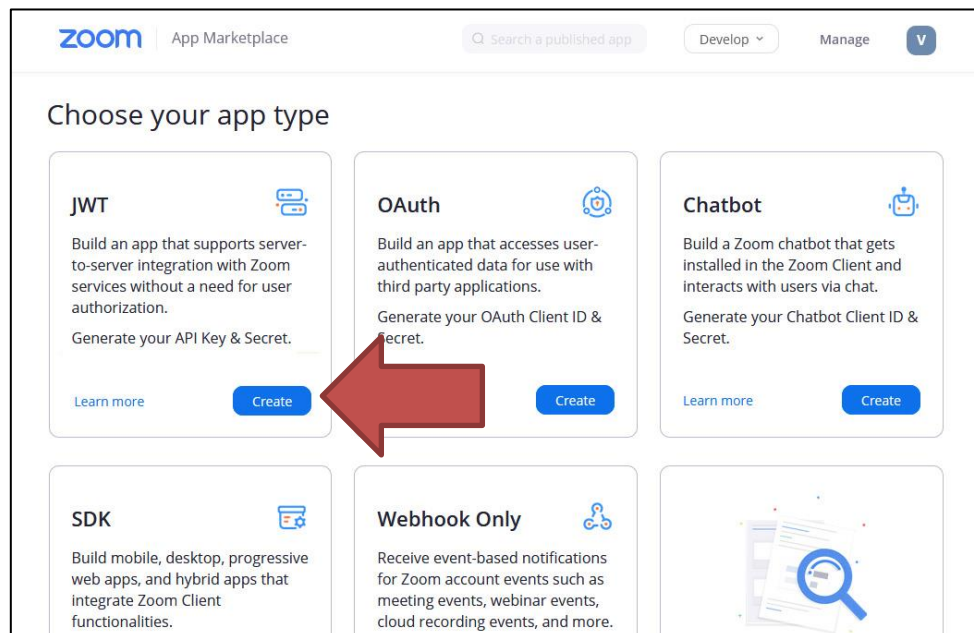 zoom App Marketplace Search a published app Develop Manage V
Choose your app type
JWT
Build an app that supports server-
to-server integration with Zoom
services without a need for user
authorization.
Generate your API Key & Secret.
Learn more Create
OAuth
Build an app that accesses user-
authenticated data for use with
third party applications.
Generate your OAuth Client ID &
Secret.
Create
Chatbot
Build a Zoom chatbot that gets
installed in the Zoom Client and
interacts with users via chat.
Generate your Chatbot Client ID &
Secret.
Learn more Create
SDK
Build mobile, desktop, progressive
web apps, and hybrid apps that
integrate Zoom Client
functionalities.
Webhook Only
Receive event-based notifications
for Zoom account events such as
meeting events, webinar events,
cloud recording events, and more.